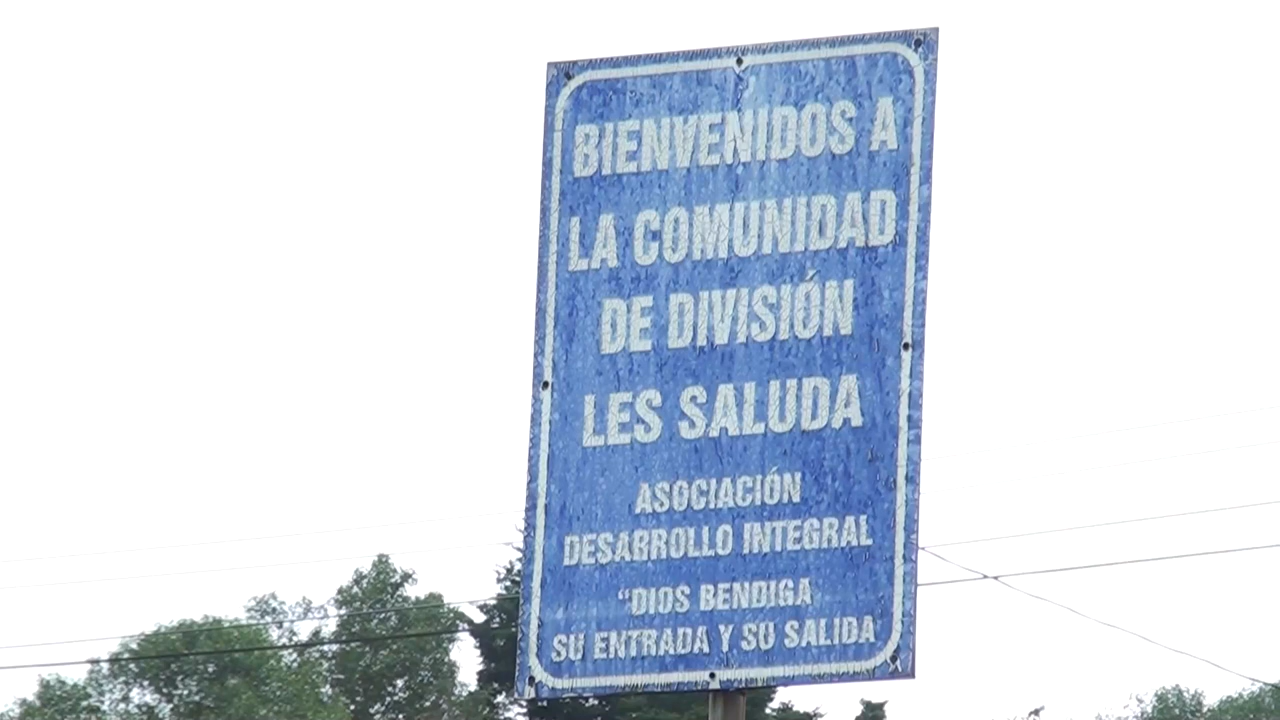 BIENVENIDOS A
LA COMUNIDAD
DE DIVISIÓN
LES SALUDA
ASOCIACIÓN
DESARROLLO INTEGRAL
“DIOS BENDIGA
SU ENTRADA Y SU SALIDA